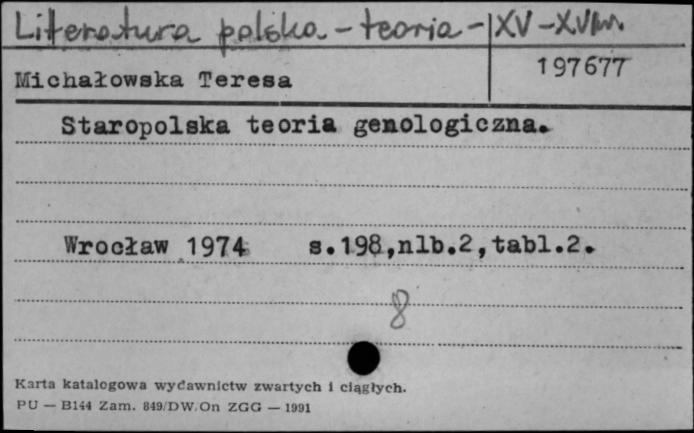 Literatura polska - teoria - XV - XVIII w.
197677
Michałowska Teresa
Staropolska teoria genologiczna.
Wrocław 1974 s.198,nlb.2,tabl.2.
8
Karta katalogowa wydawnictw zwartych i ciągłych.
PU — B144 Zam. 849/DW.On ZGG — 1991